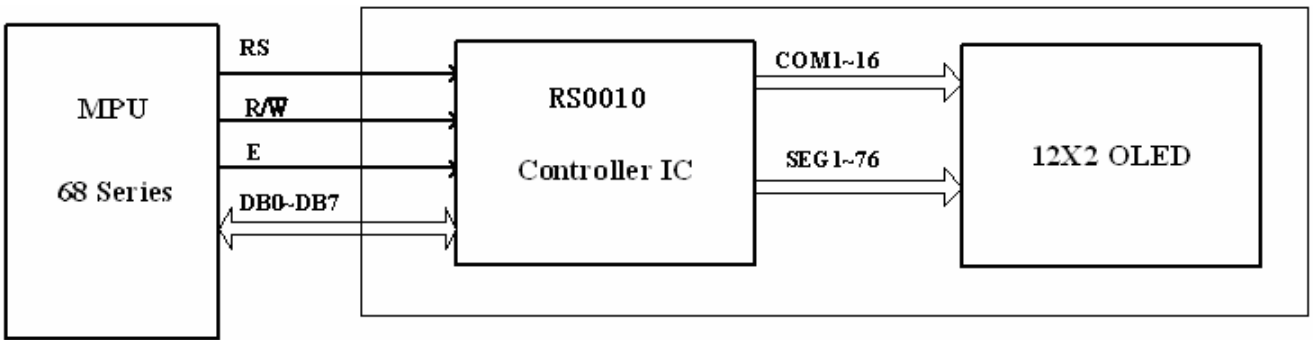 MPU
68 Series
RS
R/W̅
E
DB0~DB7
RS0010
Controller IC
COM1~16
SEG1~76
12X2 OLED